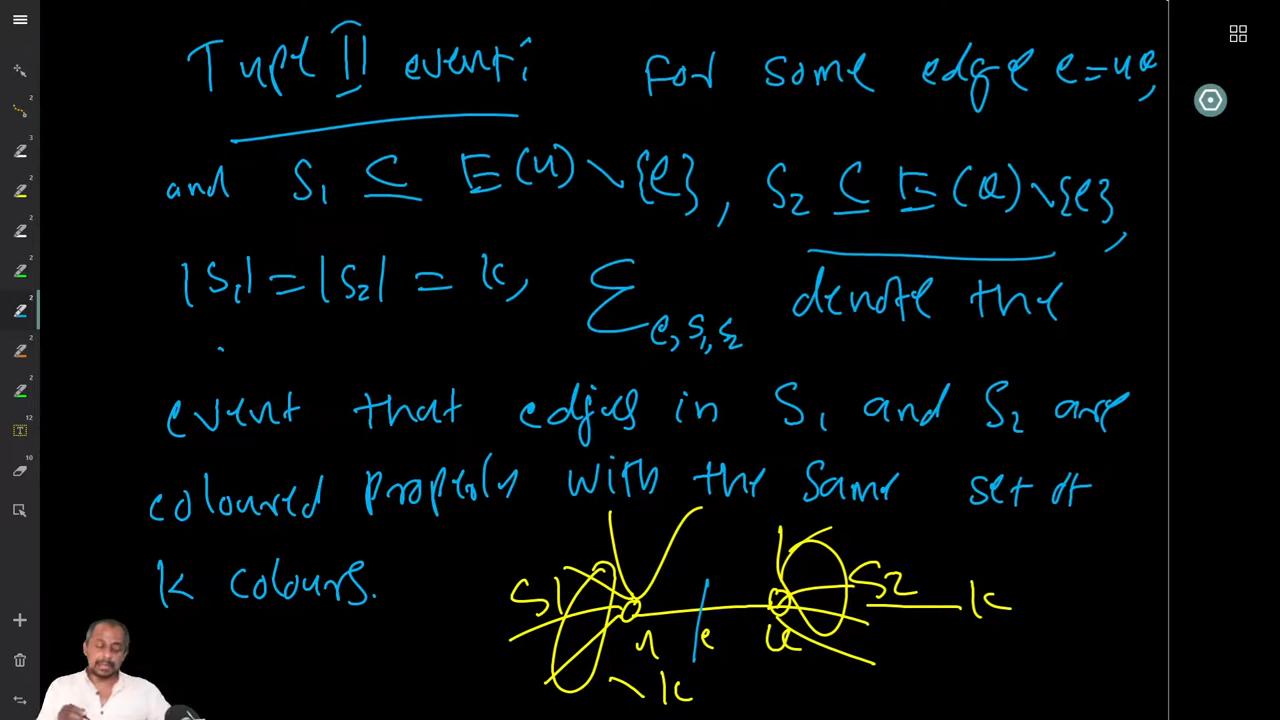 Type II event: For some edge e=uv,
and S1 ⊆ E(u)∖{e}, S2 ⊆ E(v)∖{e},
|S1| = |S2| = k, Σe,S1,S2 denote the
event that edges in S1 and S2 are
coloured properly with the same set of
k colours.
S1 S2 k
u e v
k